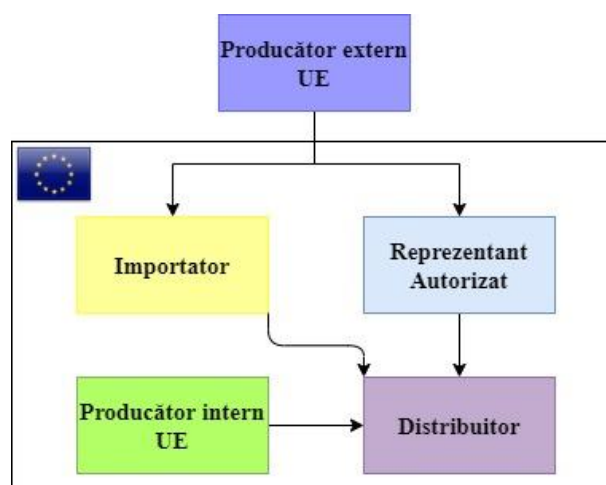 Producător extern
UE
Importator
Reprezentant
Autorizat
Producător intern
UE
Distribuitor